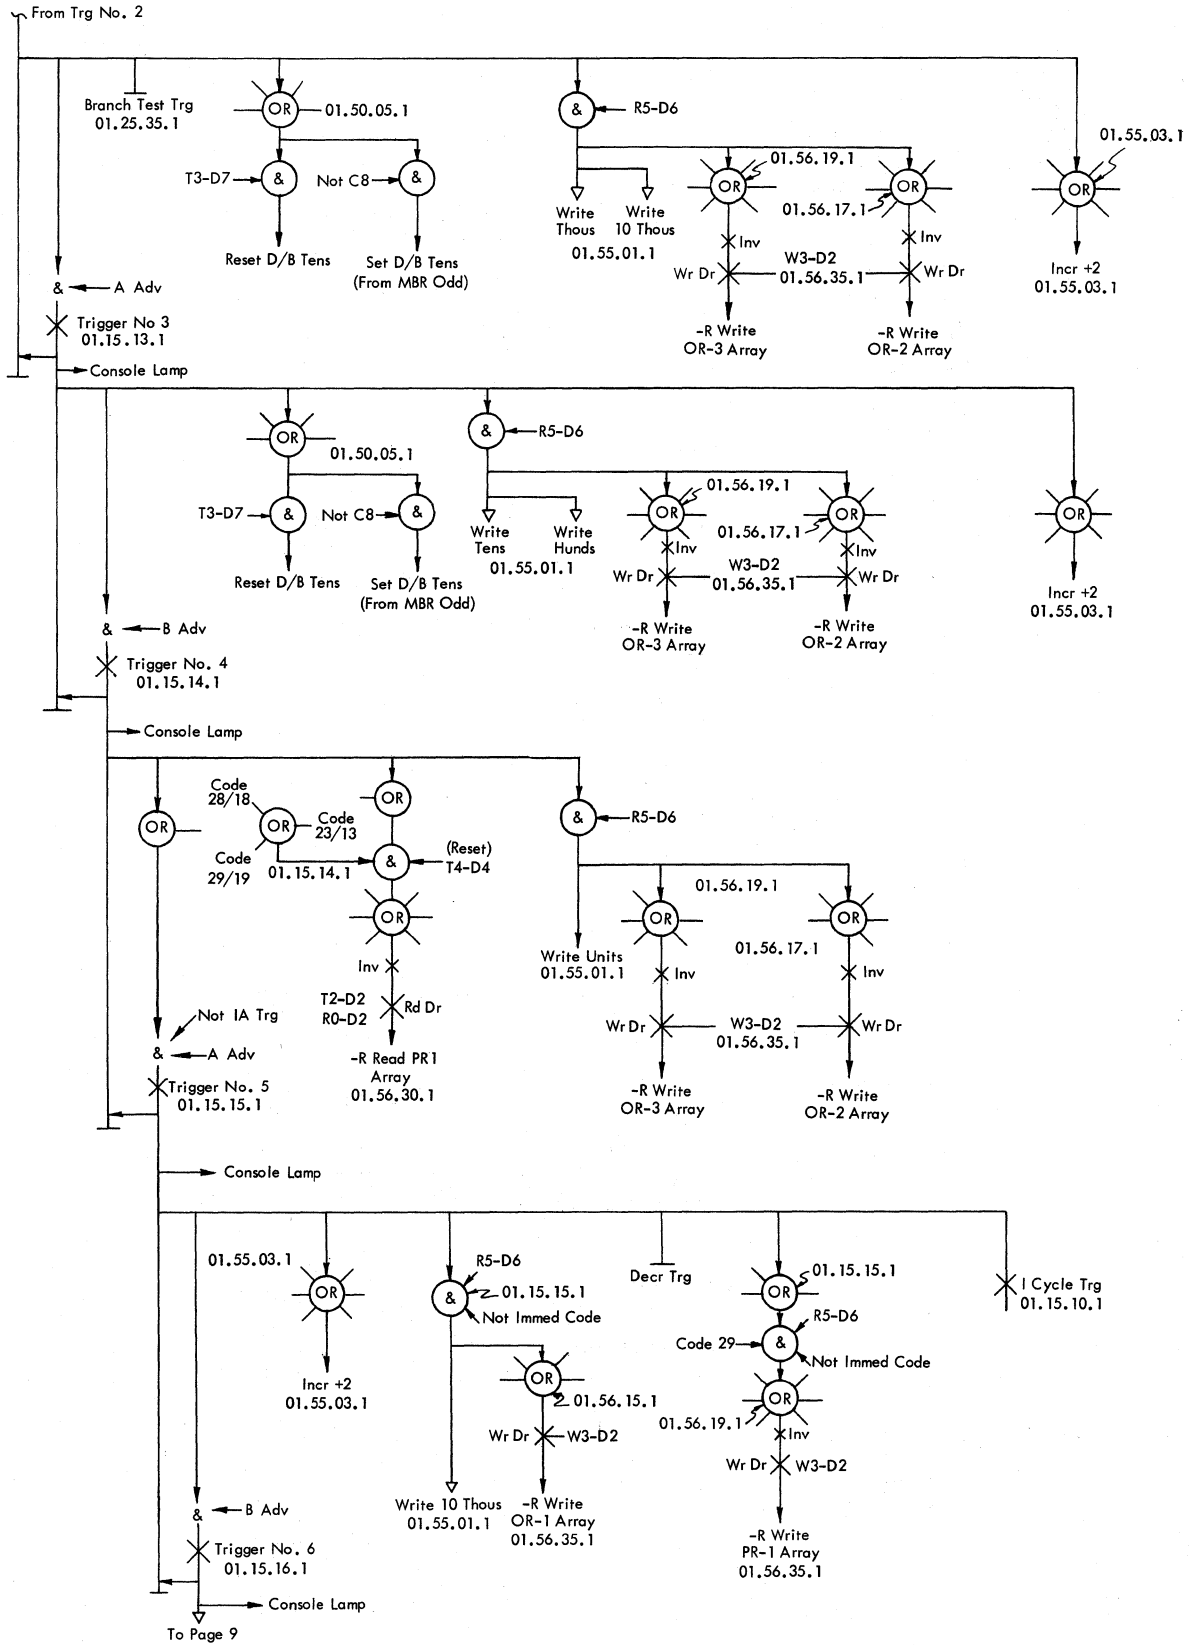 From Trg No. 2
Branch Test Trg
01.25.35.1
OR
01.50.05.1
&
R5-D6
01.55.03.1
T3-D7
&
Not C8
&
OR
01.56.19.1
OR
01.56.17.1
OR
Write
Thous
Write
10 Thous
01.55.01.1
Inv
Inv
Reset D/B Tens
Set D/B Tens
(From MBR Odd)
Wr Dr
W3-D2
01.56.35.1
Wr Dr
Incr +2
01.55.03.1
& A Adv
Trigger No 3
01.15.13.1
-R Write
OR-3 Array
-R Write
OR-2 Array
Console Lamp
OR
01.50.05.1
&
R5-D6
T3-D7
&
Not C8
&
OR
01.56.19.1
OR
01.56.17.1
OR
Write
Tens
Write
Hunds
01.55.01.1
Inv
Inv
Reset D/B Tens
Set D/B Tens
(From MBR Odd)
Wr Dr
W3-D2
01.56.35.1
Wr Dr
Incr +2
01.55.03.1
& B Adv
-R Write
OR-3 Array
-R Write
OR-2 Array
Trigger No. 4
01.15.14.1
Console Lamp
OR
Code
28/18
OR
Code
23/13
Code
29/19
01.15.14.1
OR
&
(Reset)
T4-D4
OR
&
R5-D6
01.56.19.1
OR
01.56.17.1
OR
Write Units
01.55.01.1
Inv
Inv
Inv
T2-D2
R0-D2
Rd Dr
-R Read PR1
Array
01.56.30.1
Wr Dr
W3-D2
01.56.35.1
Wr Dr
-R Write
OR-3 Array
-R Write
OR-2 Array
Not IA Trg
& A Adv
Trigger No. 5
01.15.15.1
Console Lamp
01.55.03.1
OR
R5-D6
&
01.15.15.1
Not Immed Code
Decr Trg
01.15.15.1
OR
R5-D6
Code 29
&
Not Immed Code
I Cycle Trg
01.15.10.1
Incr +2
01.55.03.1
OR
01.56.15.1
OR
01.56.19.1
Inv
Wr Dr
W3-D2
Wr Dr
W3-D2
Write 10 Thous
01.55.01.1
-R Write
OR-1 Array
01.56.35.1
-R Write
PR-1 Array
01.56.35.1
& B Adv
Trigger No. 6
01.15.16.1
Console Lamp
To Page 9